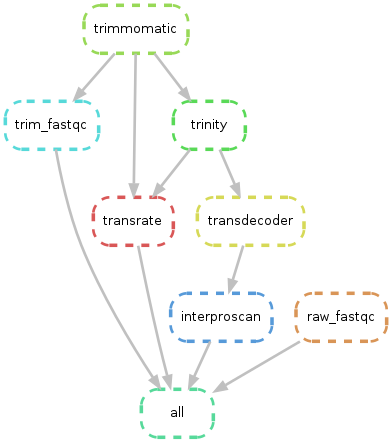 trimmomatic
trim_fastqc
trinity
transrate
transdecoder
interproscan
raw_fastqc
all